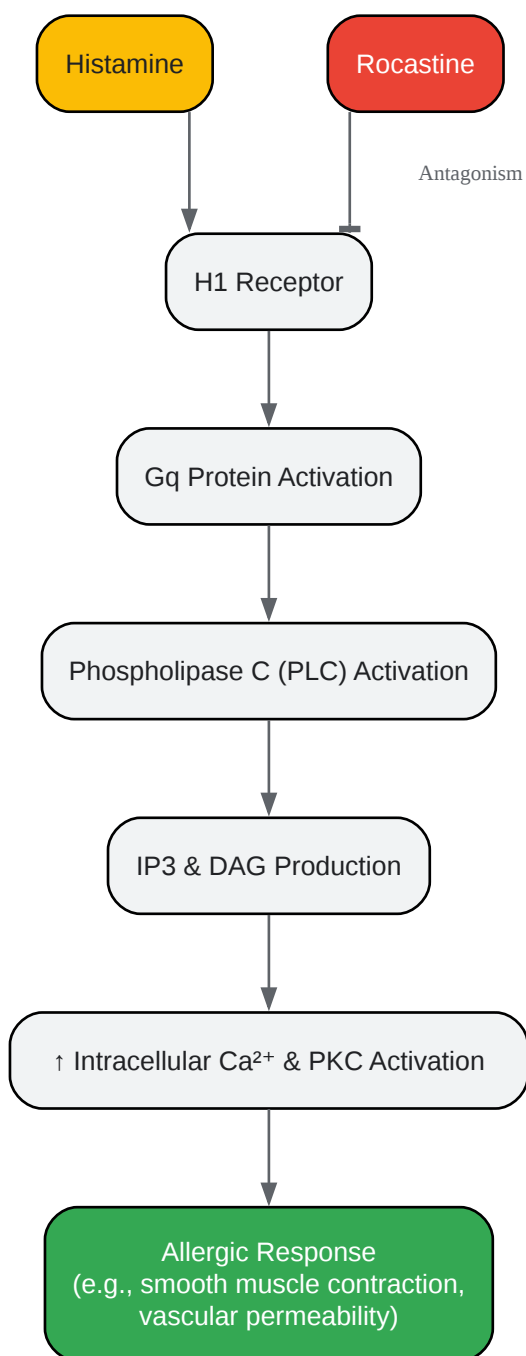 Histamine
Rocastine
Antagonism
H1 Receptor
Gq Protein Activation
Phospholipase C (PLC) Activation
IP3 & DAG Production
↑ Intracellular Ca²⁺ & PKC Activation
Allergic Response
(e.g., smooth muscle contraction,
vascular permeability)